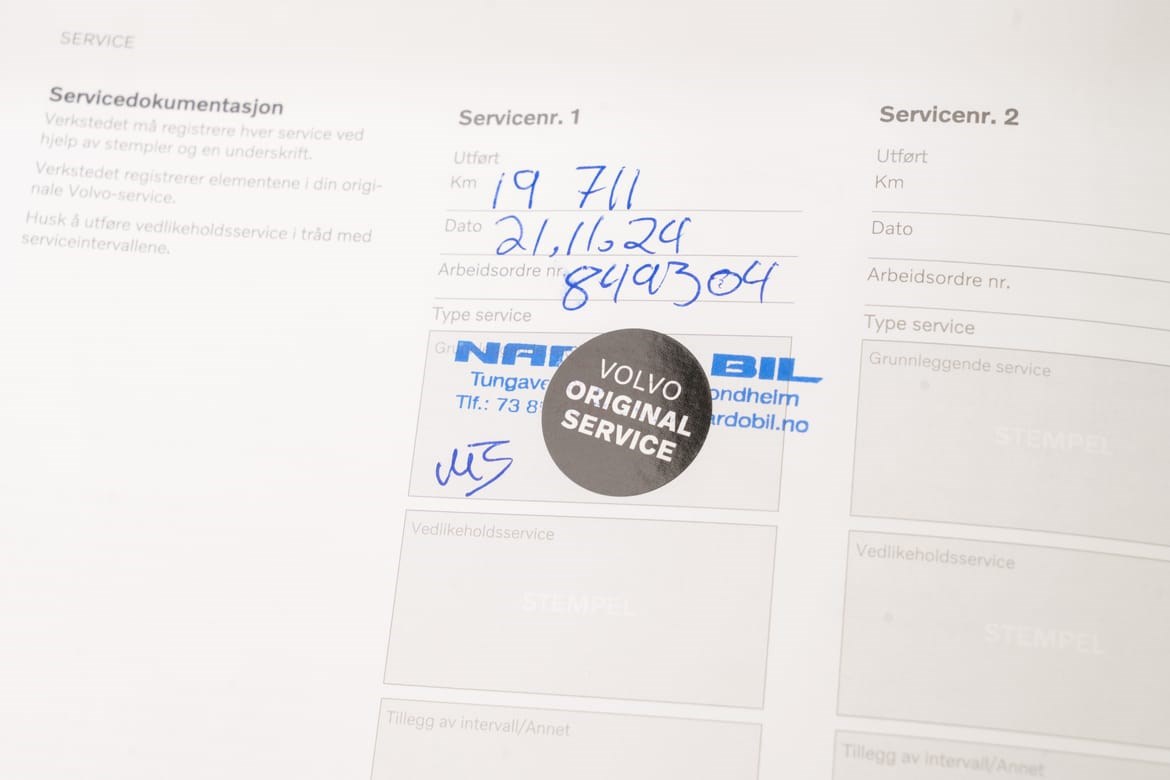 SERVICE
Servicedokumentasjon
Verkstedet må registrere hver service ved
hjelp av stempler og en underskrift.
Verkstedet registrerer elementene i din origi-
nale Volvo-service.
Husk å utføre vedlikeholdsservice i tråd med
serviceintervallene.
Servicenr. 1
Utført
Km 19 711
Dato 21.11.24
Arbeidsordre nr. 849304
Type service
BIL
Tungave
ondheim
Tlf.: 73 8
ardobil.no
VOLVO
ORIGINAL
SERVICE
MS
Vedlikeholdsservice
STEMPEL
Tillegg av intervall/Annet
Servicenr. 2
Utført
Km
Dato
Arbeidsordre nr.
Type service
Grunnleggende service
STEMPEL
Vedlikeholdsservice
STEMPEL
Tillegg av intervall/Annet